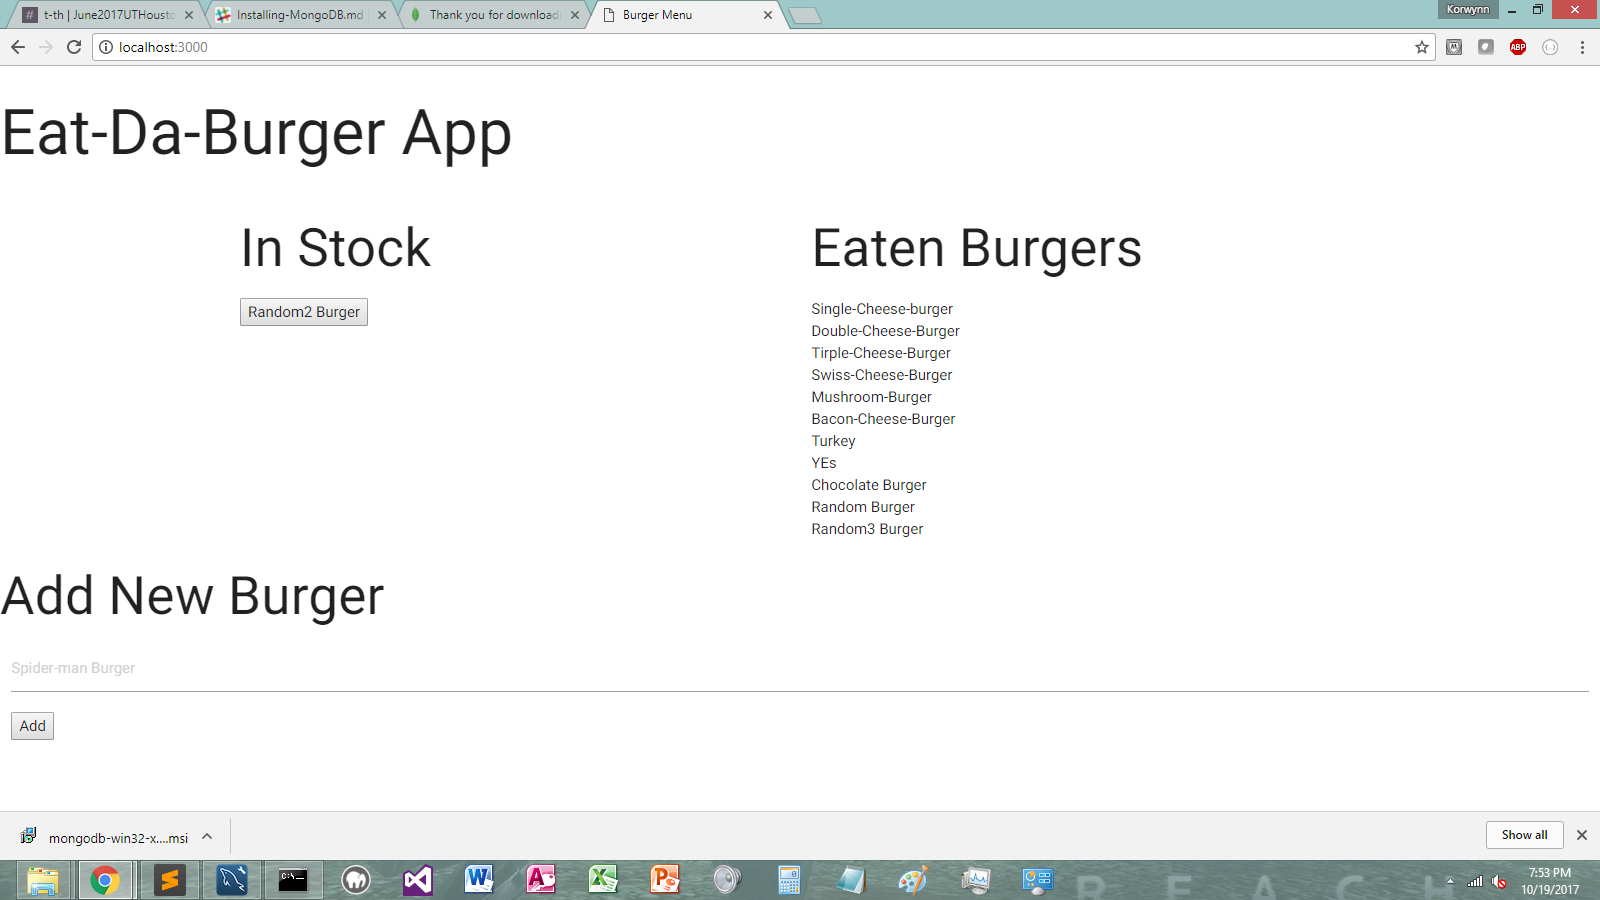 t-th | June2017UTHousto
Installing-MongoDB.md
Thank you for downloadi
Burger Menu
Korwynn
localhost:3000
ABP
Eat-Da-Burger App
In Stock
Random2 Burger
Eaten Burgers
Single-Cheese-burger
Double-Cheese-Burger
Tirple-Cheese-Burger
Swiss-Cheese-Burger
Mushroom-Burger
Bacon-Cheese-Burger
Turkey
YEs
Chocolate Burger
Random Burger
Random3 Burger
Add New Burger
Spider-man Burger
Add
mongodb-win32-x....msi
Show all
R E A C H
7:53 PM
10/19/2017